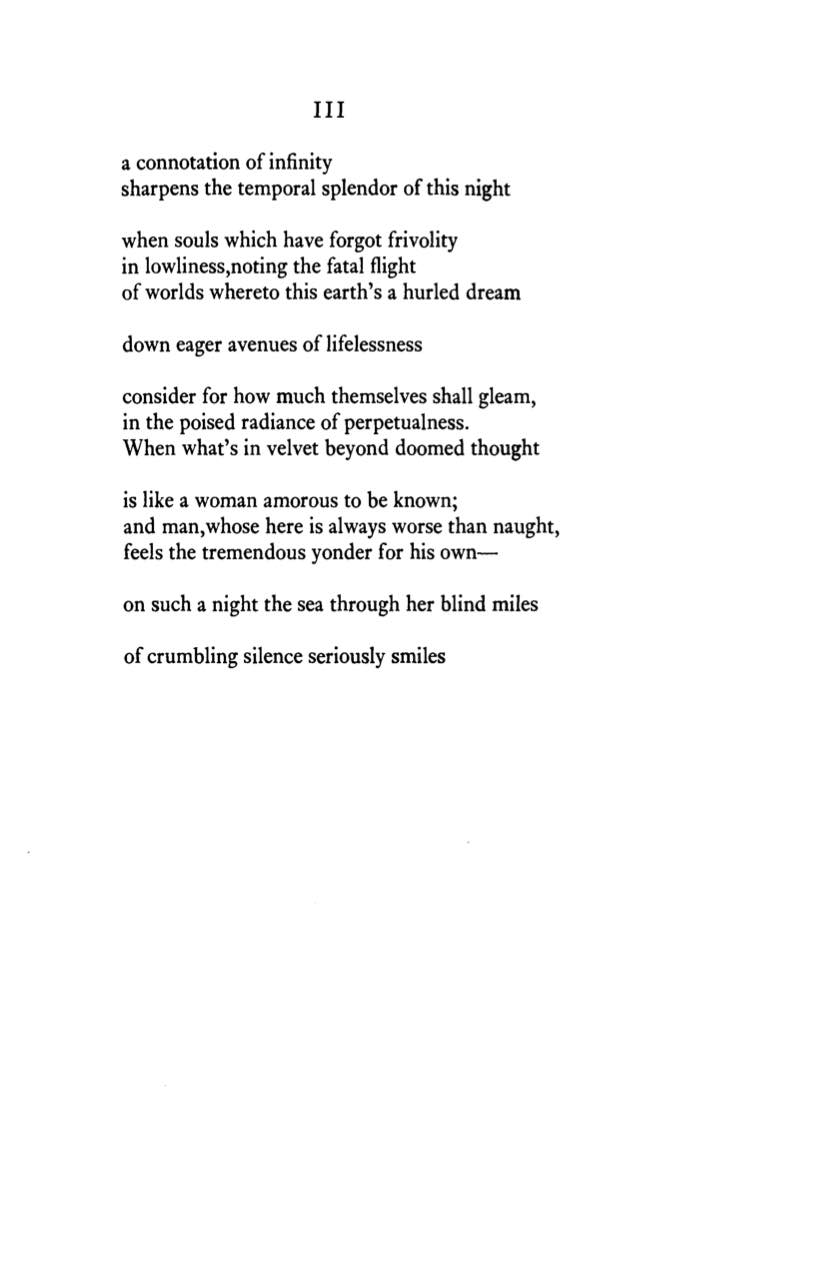 III
a connotation of infinity
sharpens the temporal splendor of this night
when souls which have forgot frivolity
in lowliness,noting the fatal flight
of worlds whereto this earth’s a hurled dream
down eager avenues of lifelessness
consider for how much themselves shall gleam,
in the poised radiance of perpetualness.
When what’s in velvet beyond doomed thought
is like a woman amorous to be known;
and man,whose here is always worse than naught,
feels the tremendous yonder for his own—
on such a night the sea through her blind miles
of crumbling silence seriously smiles